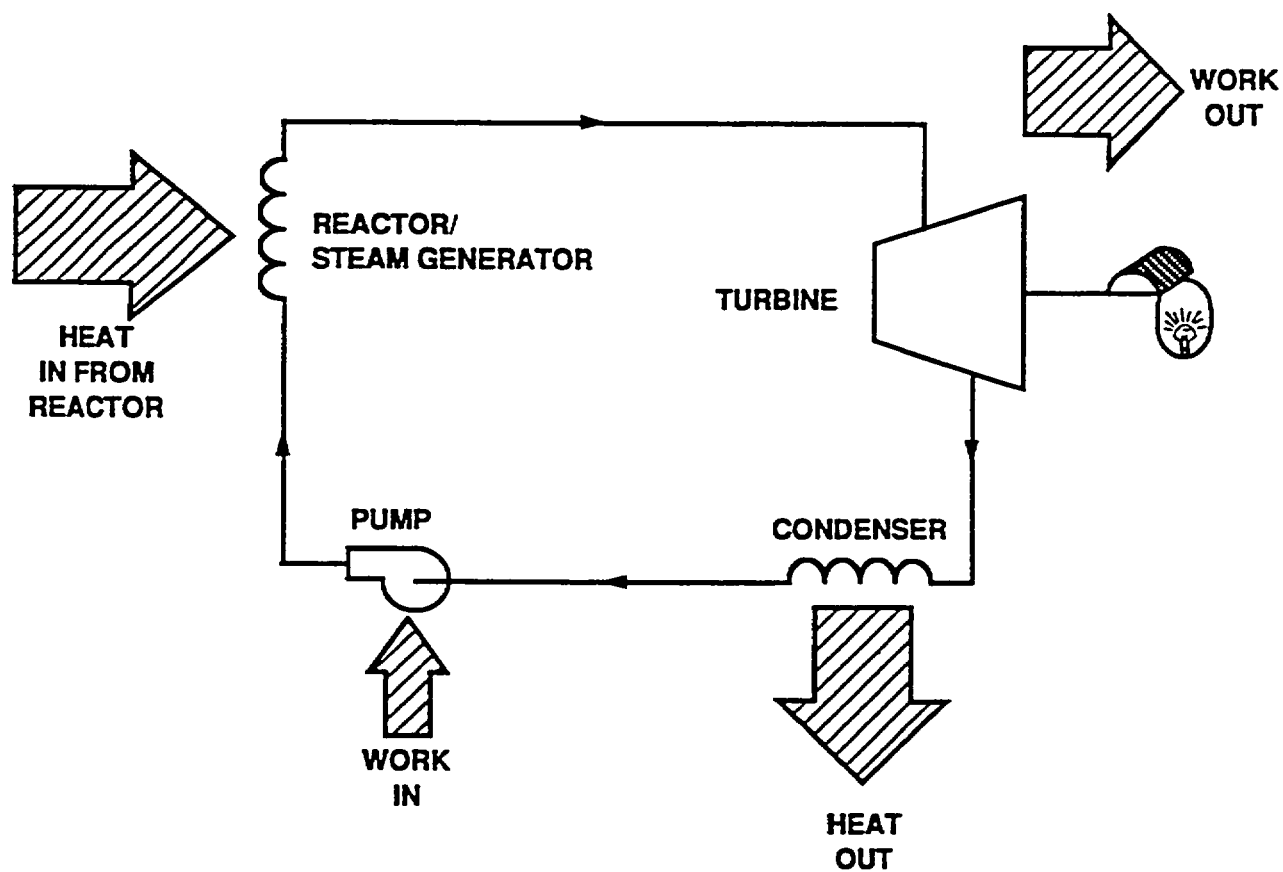 WORK
OUT
REACTOR/
STEAM GENERATOR
TURBINE
HEAT
IN FROM
REACTOR
PUMP
CONDENSER
WORK
IN
HEAT
OUT